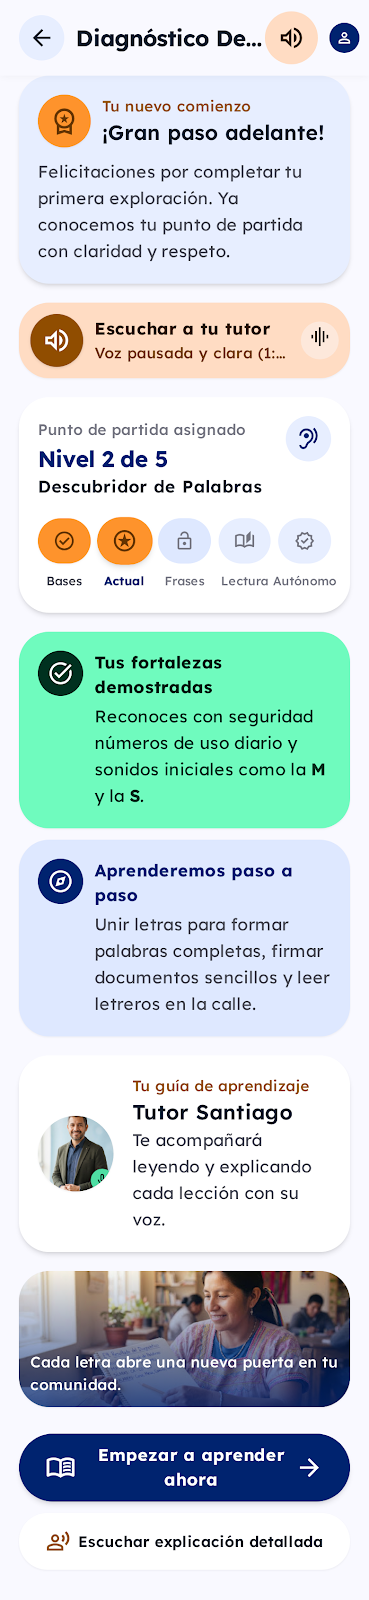 Diagnóstico De...
Tu nuevo comienzo
¡Gran paso adelante!
Felicitaciones por completar tu
primera exploración. Ya
conocemos tu punto de partida
con claridad y respeto.
Escuchar a tu tutor
Voz pausada y clara (1:...
Punto de partida asignado
Nivel 2 de 5
Descubridor de Palabras
Bases Actual Frases Lectura Autónomo
Tus fortalezas
demostradas
Reconoces con seguridad
números de uso diario y
sonidos iniciales como la M
y la S.
Aprenderemos paso a
paso
Unir letras para formar
palabras completas, firmar
documentos sencillos y leer
letreros en la calle.
Tu guía de aprendizaje
Tutor Santiago
Te acompañará
leyendo y explicando
cada lección con su
voz.
Cada letra abre una nueva puerta en tu
comunidad.
Empezar a aprender
ahora
Escuchar explicación detallada